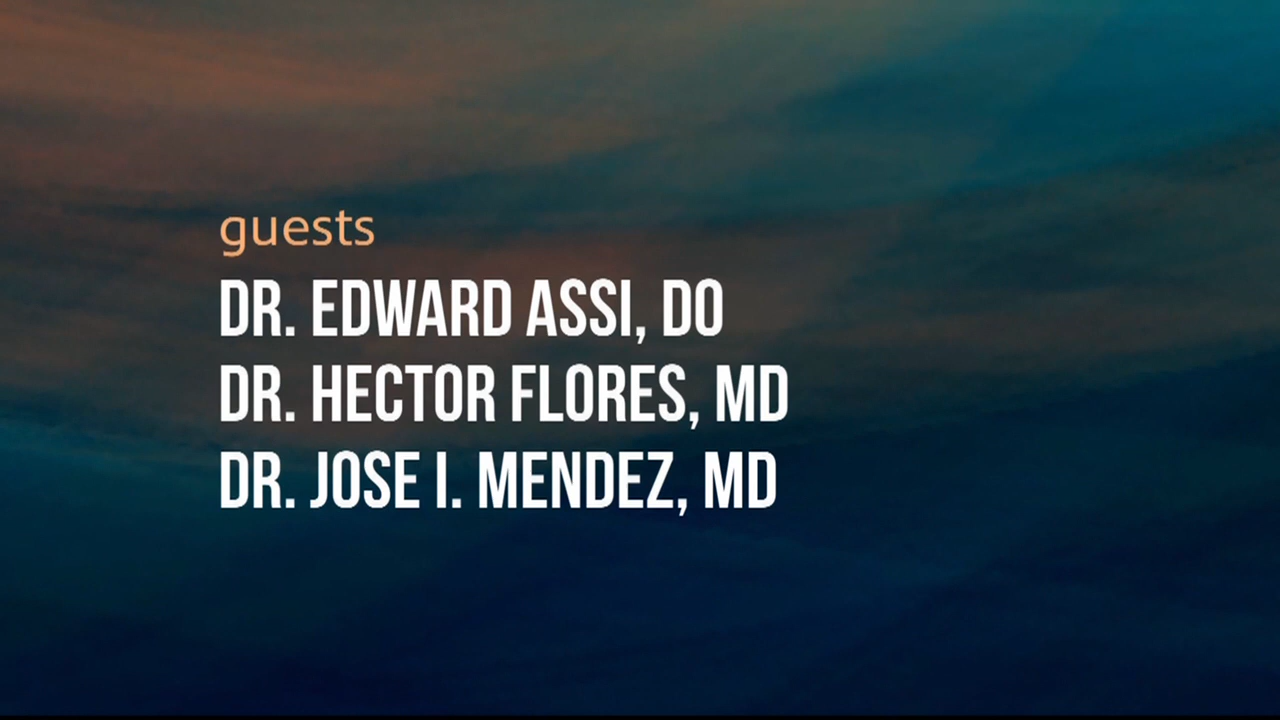 guests
DR. EDWARD ASSI, DO
DR. HECTOR FLORES, MD
DR. JOSE I. MENDEZ, MD